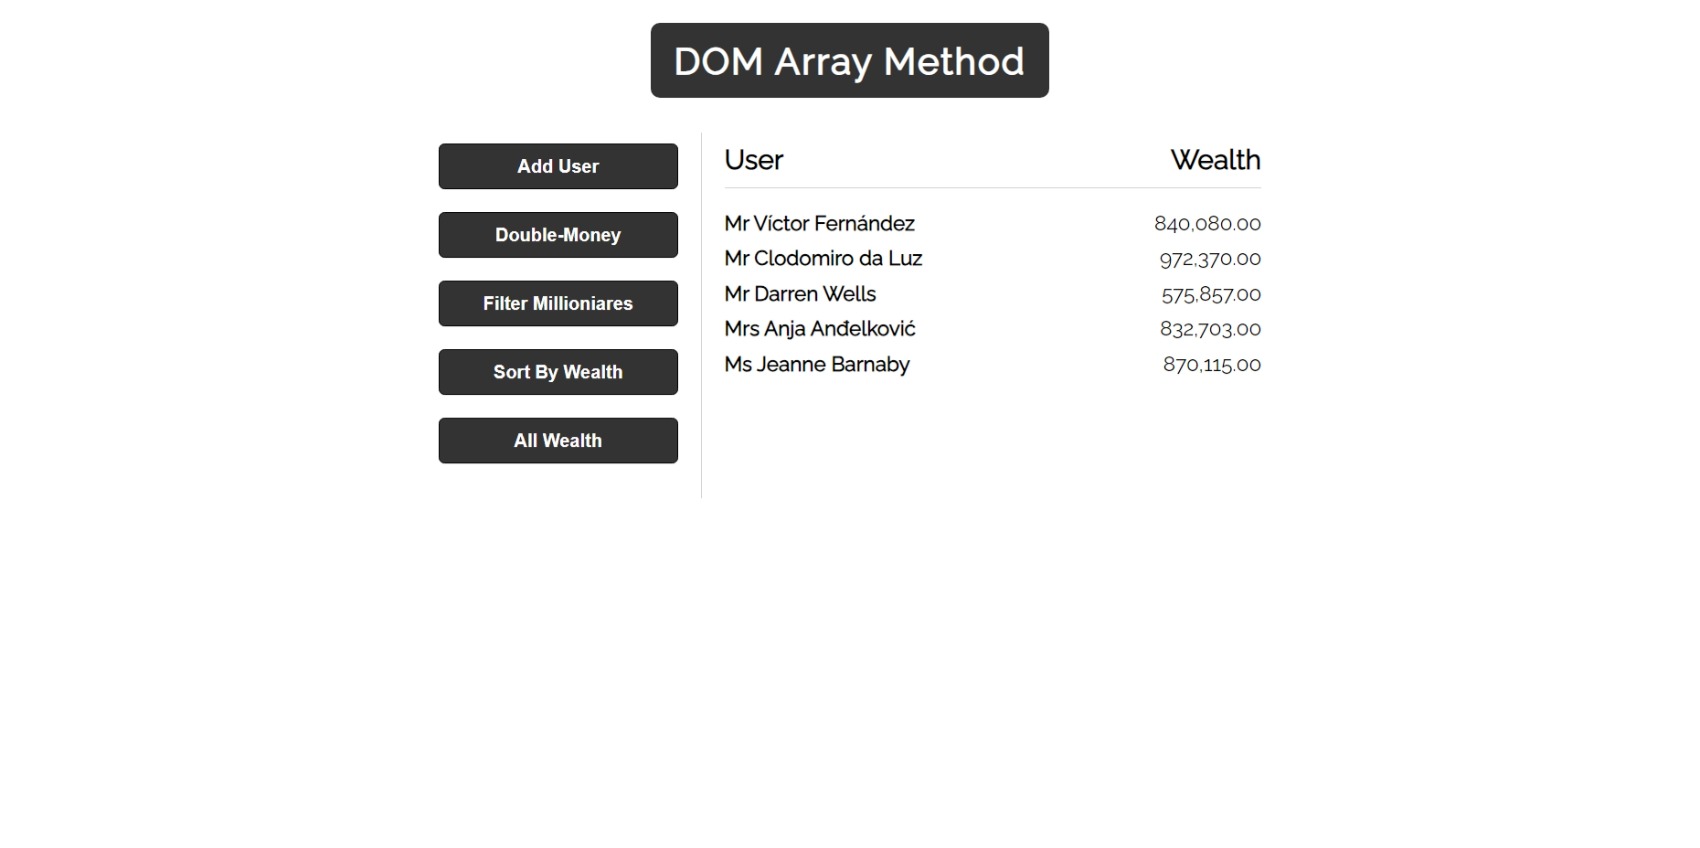 DOM Array Method
Add User
Double-Money
Filter Millioniares
Sort By Wealth
All Wealth
User Wealth
Mr Víctor Fernández 840,080.00
Mr Clodomiro da Luz 972,370.00
Mr Darren Wells 575,857.00
Mrs Anja Anđelković 832,703.00
Ms Jeanne Barnaby 870,115.00